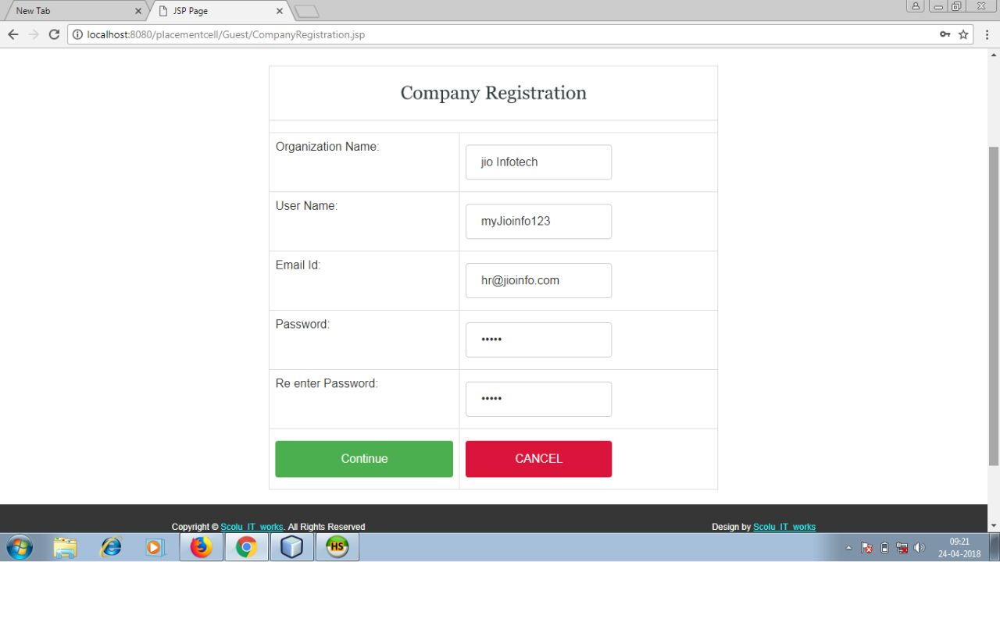 New Tab
JSP Page
localhost:8080/placementcell/Guest/CompanyRegistration.jsp
Company Registration
Organization Name:
jio Infotech
User Name:
myJioinfo123
Email Id:
hr@jioinfo.com
Password:
•••••
Re enter Password:
•••••
Continue CANCEL
Copyright © Scolu_IT_works. All Rights Reserved Design by Scolu_IT_works
HS
09:21
24-04-2018